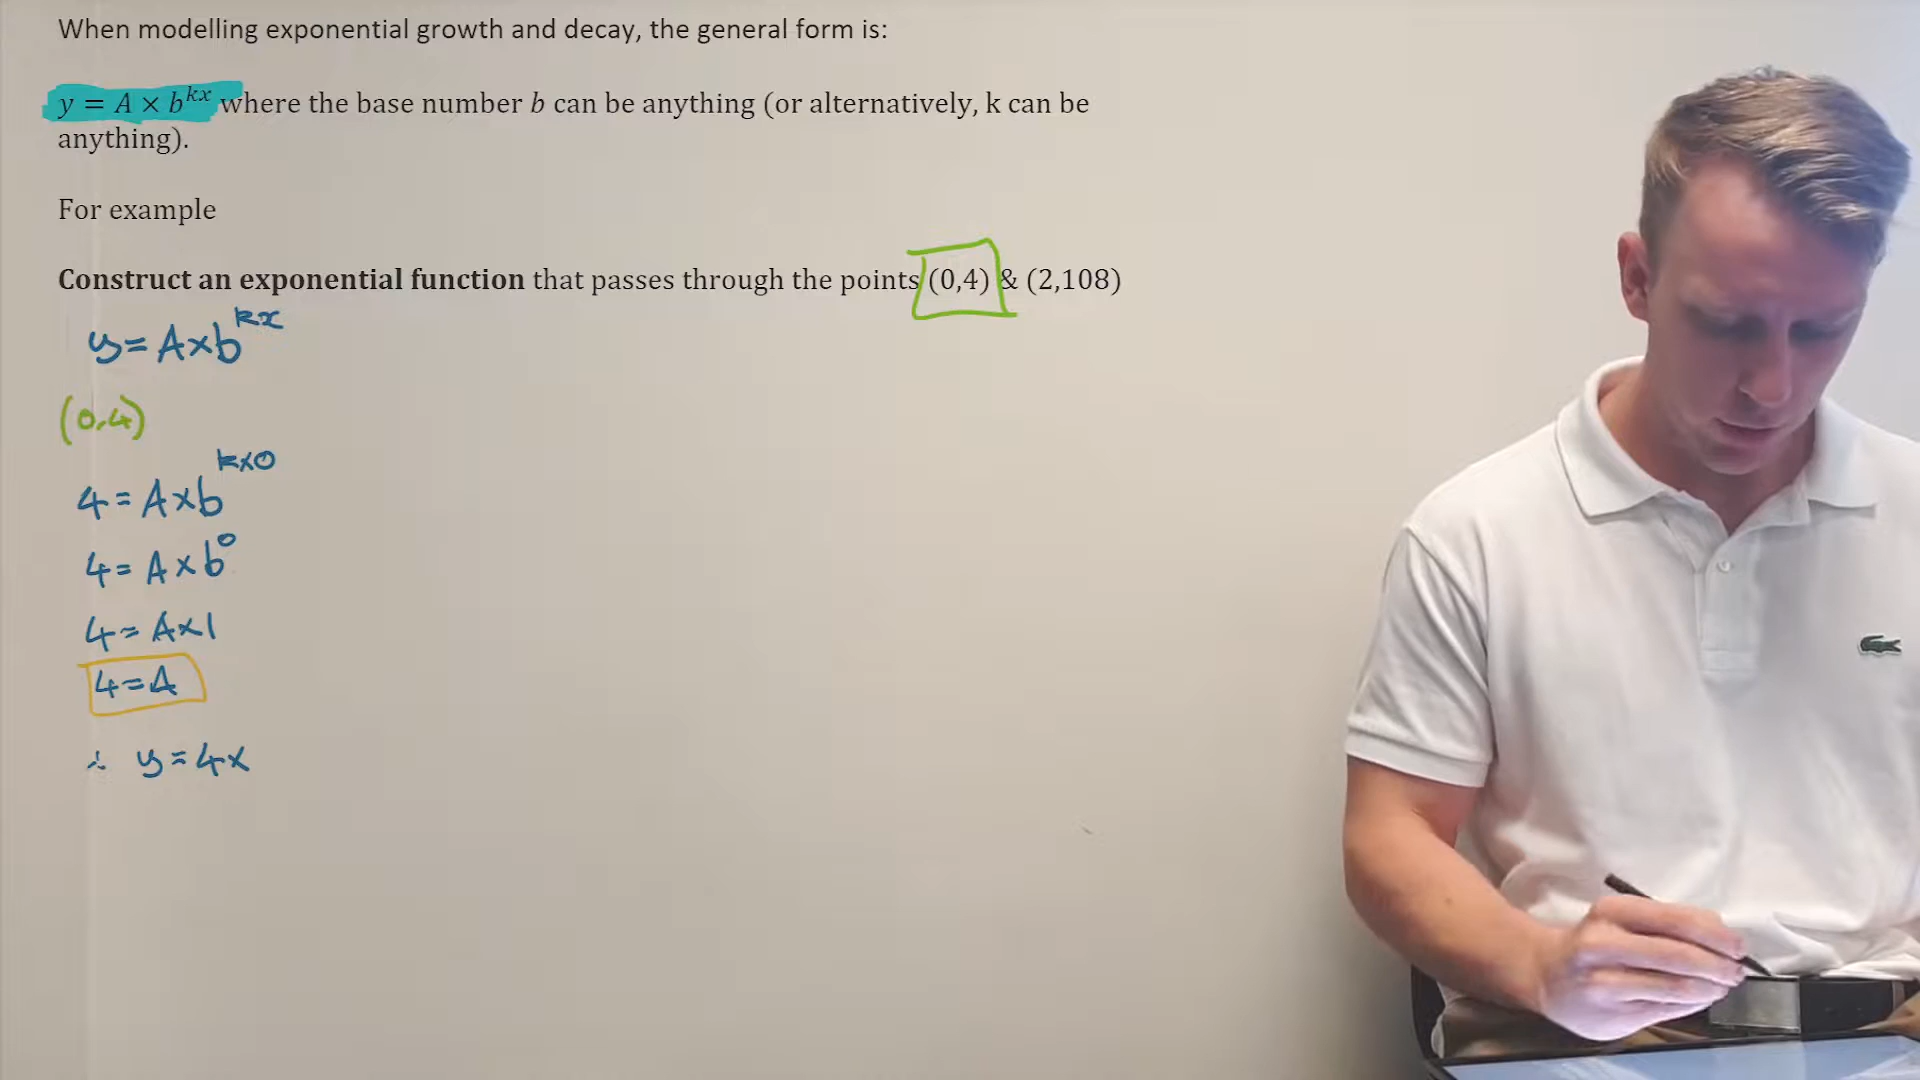 When modelling exponential growth and decay, the general form is:
y = A × b^{kx} where the base number b can be anything (or alternatively, k can be
anything).
For example
Construct an exponential function that passes through the points (0,4) & (2,108)
y = A×b^{kx}
(0,4)
4 = A×b^{k×0}
4 = A×b^0
4 = A×1
4 = A
∴ y = 4×